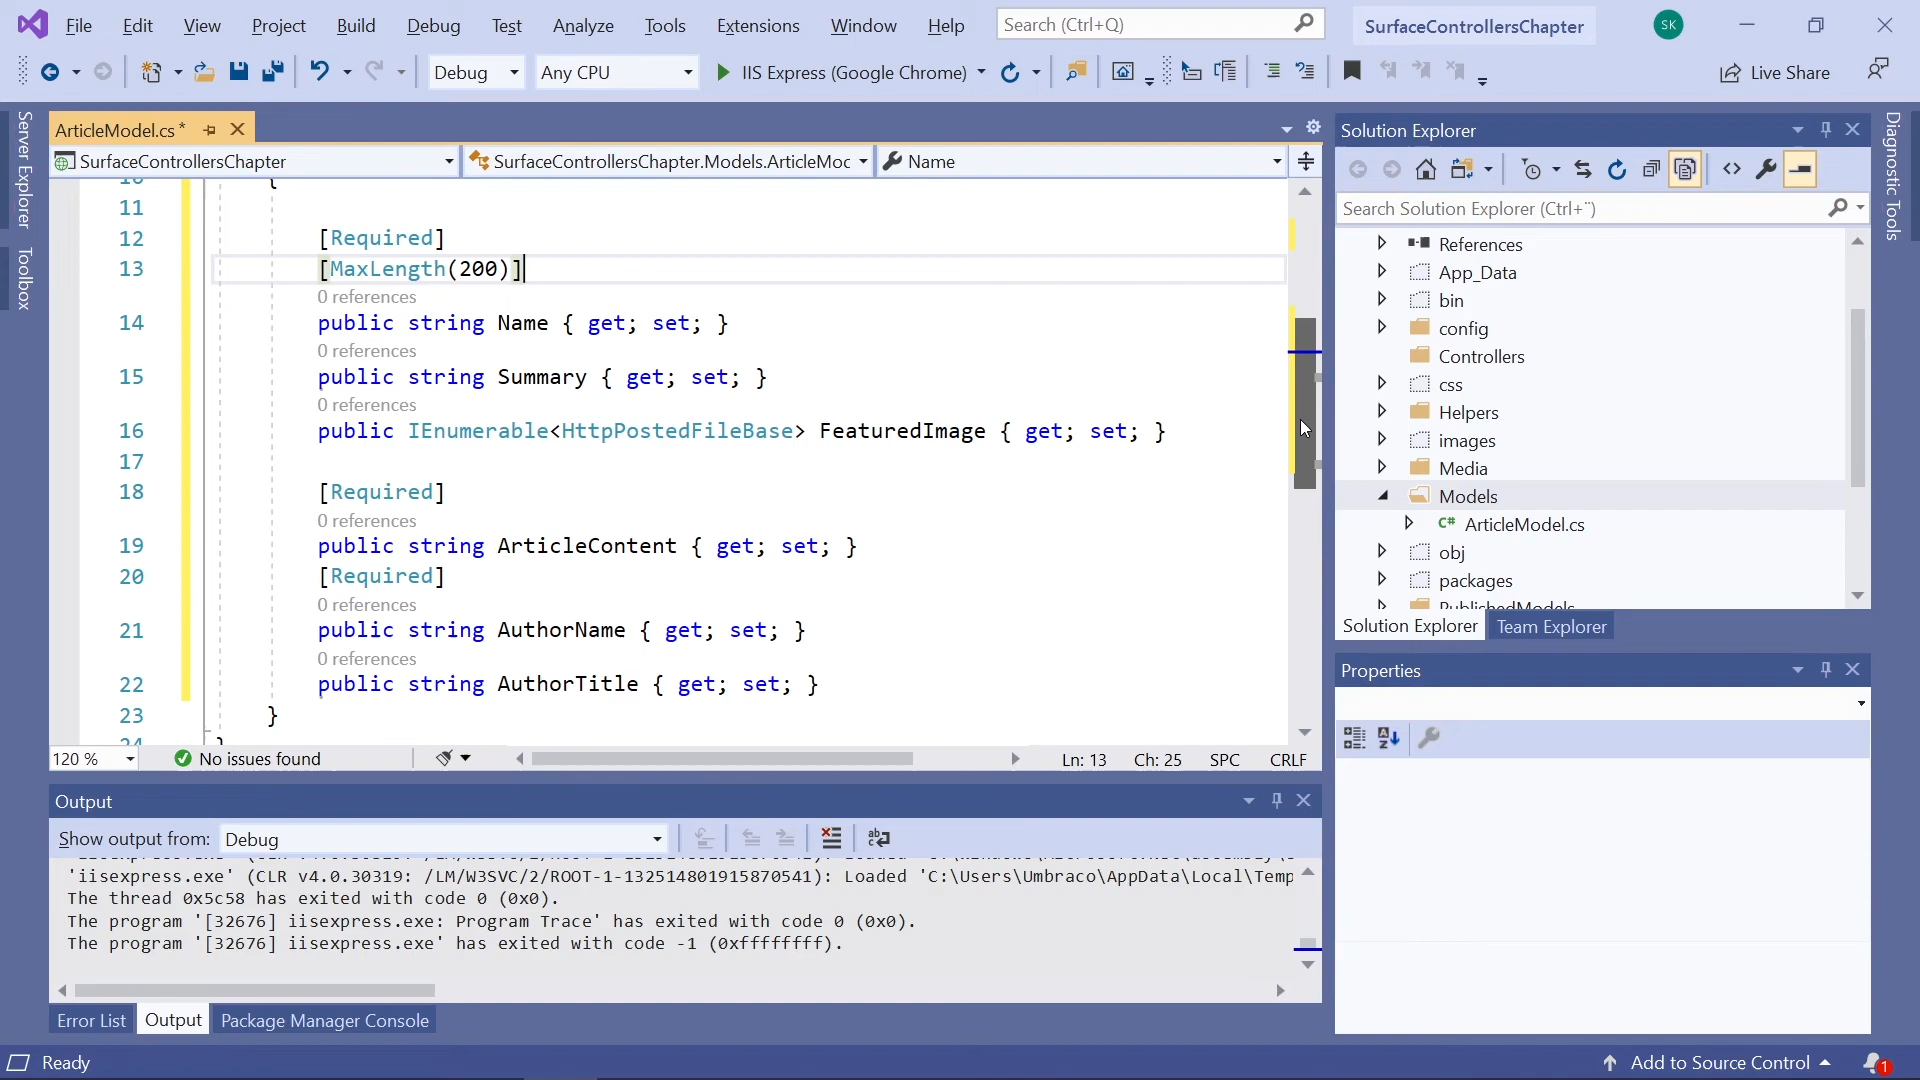 File Edit View Project Build Debug Test Analyze Tools Extensions Window Help Search (Ctrl+Q) SurfaceControllersChapter SK
Debug Any CPU IIS Express (Google Chrome) Live Share
Server Explorer
Toolbox
ArticleModel.cs*
SurfaceControllersChapter SurfaceControllersChapter.Models.ArticleMoc Name
10 {
11
12 [Required]
13 [MaxLength(200)]
0 references
14 public string Name { get; set; }
0 references
15 public string Summary { get; set; }
0 references
16 public IEnumerable<HttpPostedFileBase> FeaturedImage { get; set; }
17
18 [Required]
0 references
19 public string ArticleContent { get; set; }
20 [Required]
0 references
21 public string AuthorName { get; set; }
0 references
22 public string AuthorTitle { get; set; }
23 }
24 }
120 % No issues found Ln: 13 Ch: 25 SPC CRLF
Output
Show output from: Debug
'iisexpress.exe' (CLR v4.0.30319: /LM/W3SVC/2/ROOT-1-132514801915870541): Loaded 'C:\Users\Umbraco\AppData\Local\Temp
The thread 0x5c58 has exited with code 0 (0x0).
The program '[32676] iisexpress.exe: Program Trace' has exited with code 0 (0x0).
The program '[32676] iisexpress.exe' has exited with code -1 (0xffffffff).
Error List Output Package Manager Console
Solution Explorer
Search Solution Explorer (Ctrl+¨)
References
App_Data
bin
config
Controllers
css
Helpers
images
Media
Models
C# ArticleModel.cs
obj
packages
PublishedModels
Solution Explorer Team Explorer
Properties
Diagnostic Tools
Ready Add to Source Control 1